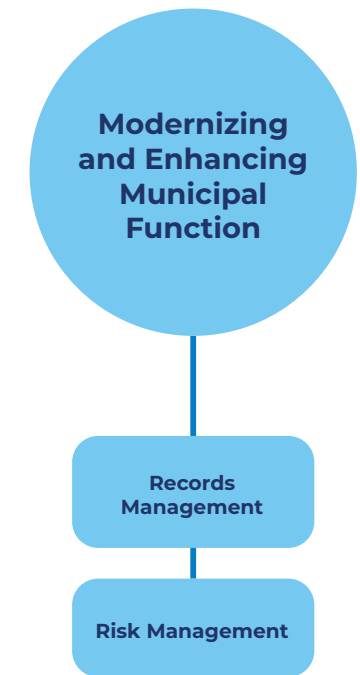 Modernizing
and Enhancing
Municipal
Function
Records
Management
Risk Management